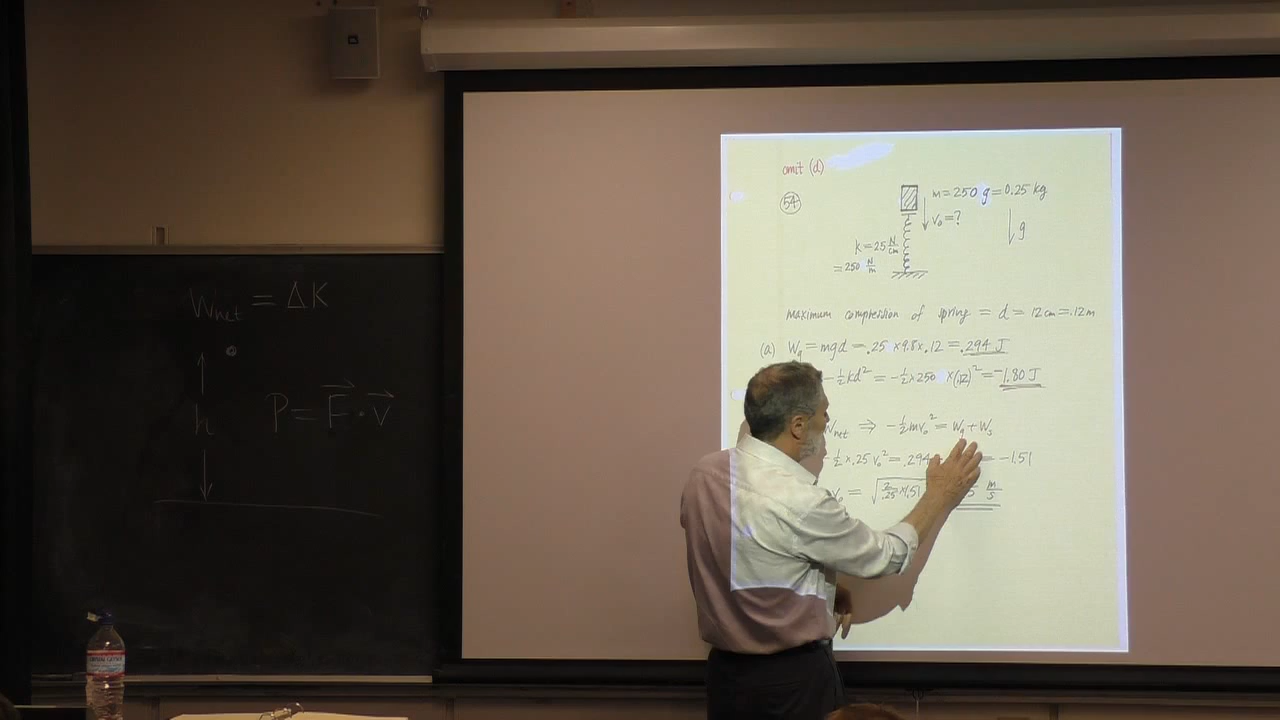 W_net = ΔK
h
P = F⃗ · v⃗
omit (d)
54
m = 250 g = 0.25 kg
v₀ = ?
g
k = 25 N/cm
= 250 N/m
maximum compression of spring = d = 12 cm = .12 m
(a) W_g = mgd = .25 × 9.8 × .12 = .294 J
-½kd² = -½ × 250 × (.12)² = -1.80 J
W_net ⇒ -½mv₀² = W_g + W_s
-½ × .25 v₀² = .294 = -1.51
v₀ = √(2/.25 × 1.51) m/s